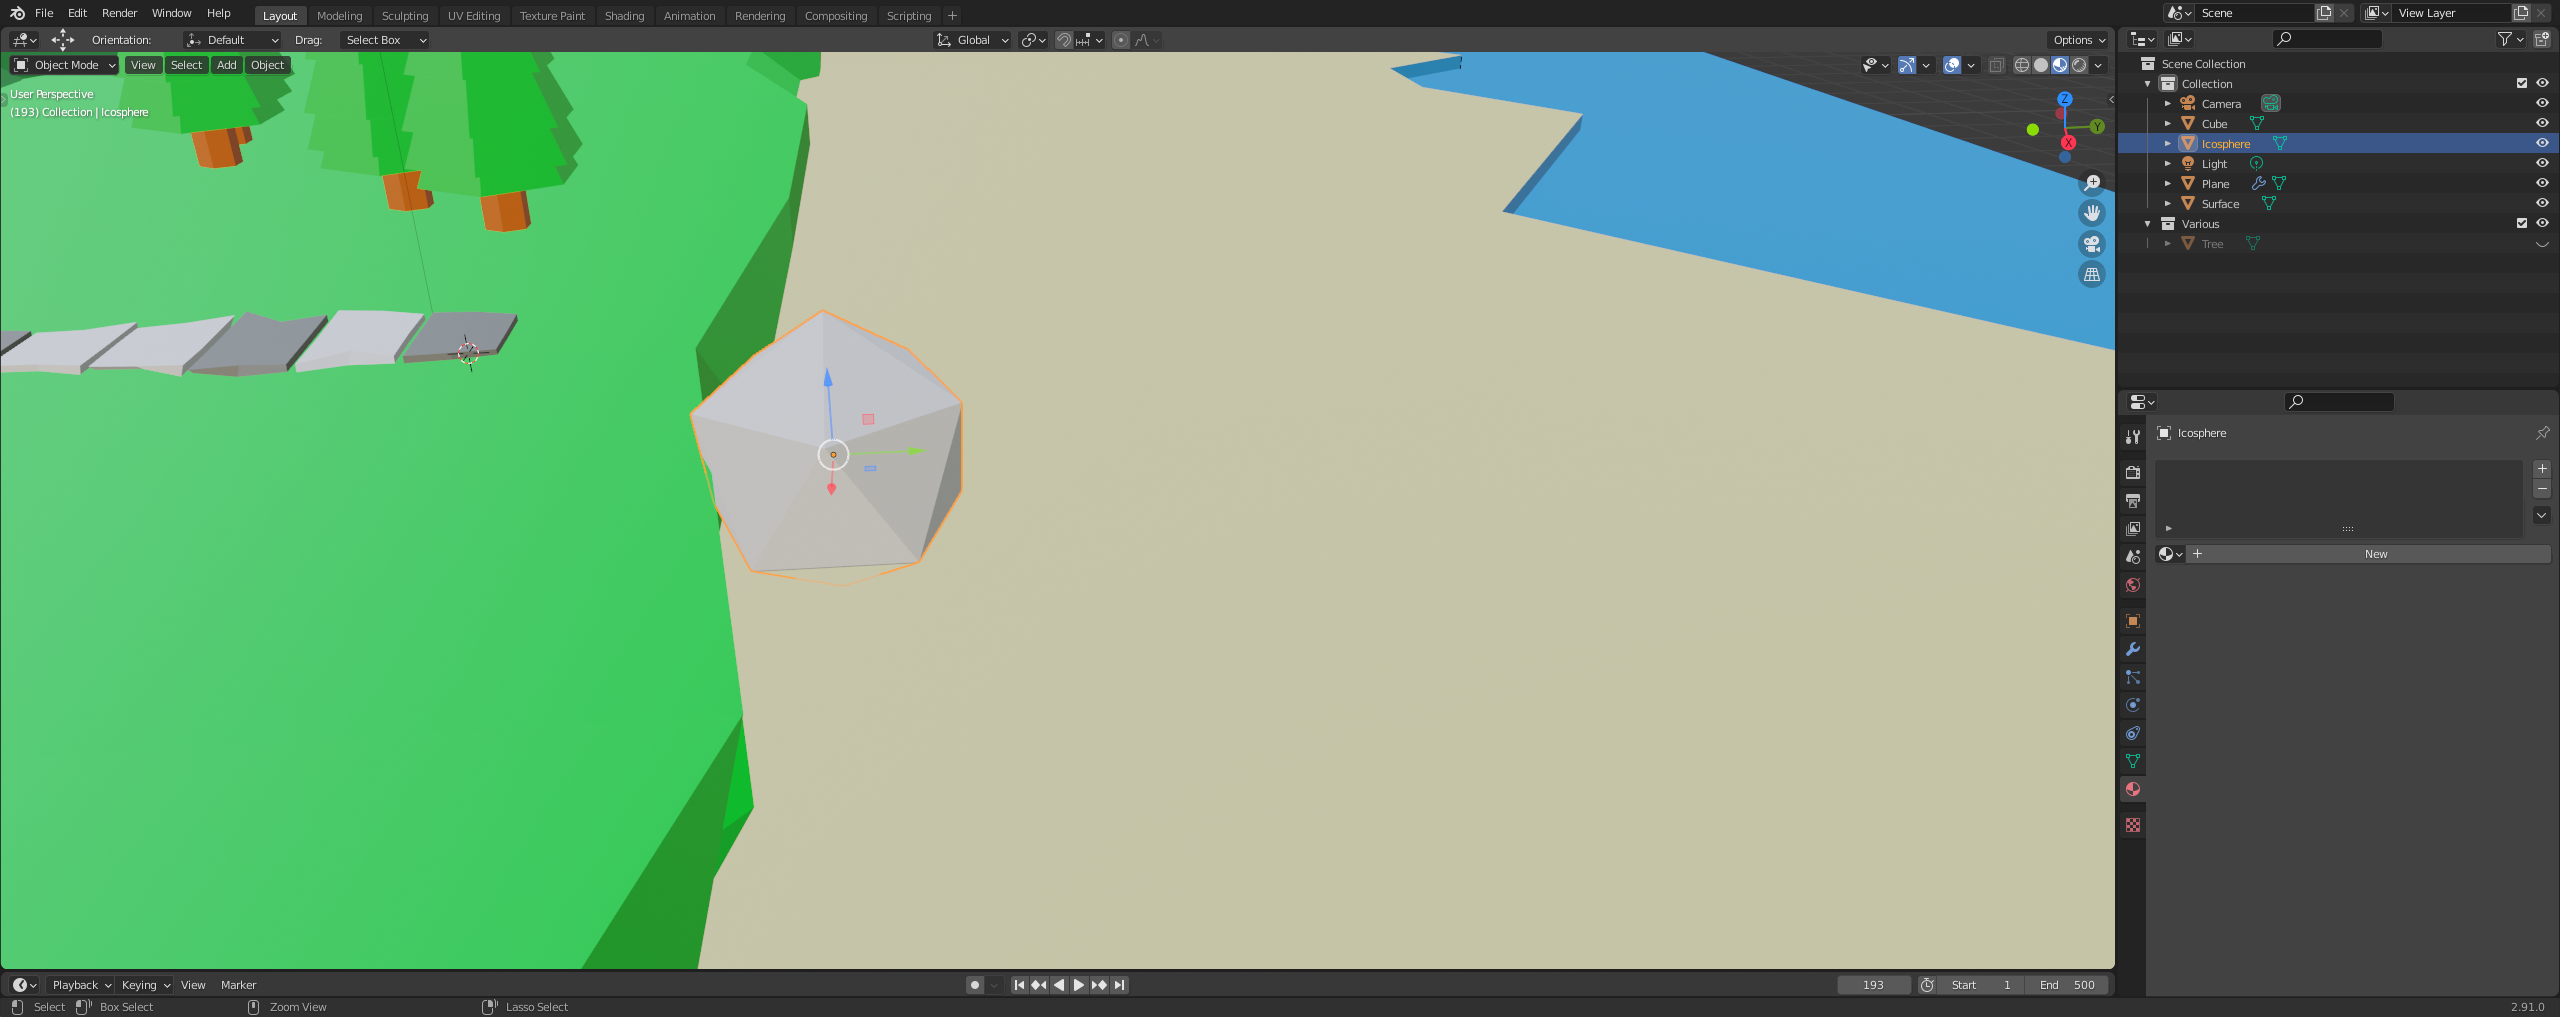 File Edit Render Window Help Layout Modeling Sculpting UV Editing Texture Paint Shading Animation Rendering Compositing Scripting + Scene View Layer
Orientation: Default Drag: Select Box Global Options
Object Mode View Select Add Object
User Perspective
(193) Collection | Icosphere
Z
Y
X
Scene Collection
Collection
Camera
Cube
Icosphere
Light
Plane
Surface
Various
Tree
Icosphere
+ New
Playback Keying View Marker 193 Start 1 End 500
Select Box Select Zoom View Lasso Select 2.91.0